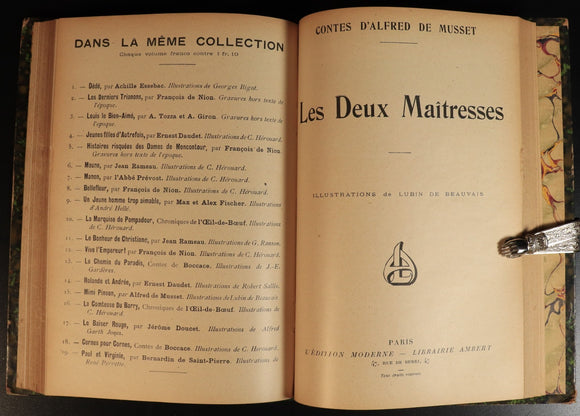 DANS LA MÊME COLLECTION
Chaque volume franco contre 1 fr. 10
1. — Dédé, par Achille Essebac. Illustrations de Georges Bigot.
2. — Les Derniers Trianons, par François de Nion. Gravures hors texte de
l'époque.
3. — Louis le Bien-Aimé, par A. Tozza et A. Giron. Gravures hors texte de
l'époque.
4. — Jeunes filles d'Autrefois, par Ernest Daudet. Illustrations de C. Hérouard.
5. — Histoires risquées des Dames de Moncontour, par François de Nion.
Gravures hors texte de l'époque.
6. — Moune, par Jean Rameau. Illustrations de C. Hérouard.
7. — Manon, par l'Abbé Prévost. Illustrations de C. Hérouard.
8. — Bellefleur, par François de Nion. Illustrations de C. Hérouard.
9. — Un Jeune homme trop aimable, par Max et Alex Fischer. Illustrations
d'André Hellé.
10. — La Marquise de Pompadour, Chroniques de l'Œil-de-Bœuf. Illustrations
de C. Hérouard.
11. — Le Bonheur de Christiane, par Jean Rameau. Illustrations de G. Ranson.
12. — Vive l'Empereur! par François de Nion. Illustrations de C. Hérouard.
13. — Le Chemin du Paradis, Contes de Boccace. Illustrations de J.-E.
14. — Rolande et Andrée, par Ernest Daudet. Illustrations de Robert
15. — Mimi Pinson, par Alfred de Musset. Illustrations de Lubin de Beauvais.
16. — La Comtesse Du Barry, Chroniques de l'Œil-de-Bœuf. Illustrations de
C. Hérouard.
17. — Le Baiser Rouge, par Jérôme Doucet. Illustrations de Alfred
Garth Jones.
18. — Cornes pour Cornes, Contes de Boccace. Illustrations de C. Hérouard.
19. — Paul et Virginie, par Bernardin de Saint-Pierre. Illustrations de
René Perrette.
CONTES D'ALFRED DE MUSSET
Les Deux Maîtresses
ILLUSTRATIONS de LUBIN DE BEAUVAIS
PARIS
L'ÉDITION MODERNE — LIBRAIRIE AMBERT
47, RUE DE BERRI, 47
Tous droits réservés